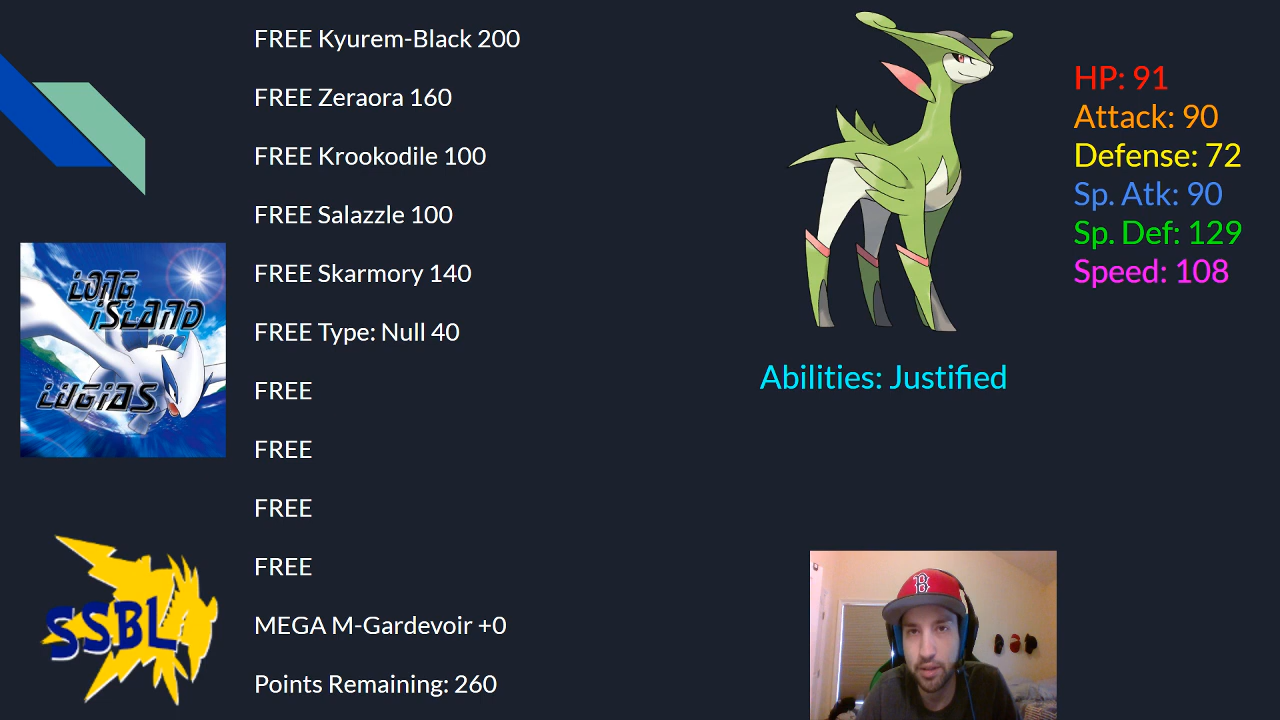 FREE Kyurem-Black 200
FREE Zeraora 160
FREE Krookodile 100
FREE Salazzle 100
FREE Skarmory 140
FREE Type: Null 40
FREE
FREE
FREE
FREE
MEGA M-Gardevoir +0
Points Remaining: 260
LONG
ISLAND
LUGIAS
SSBL
HP: 91
Attack: 90
Defense: 72
Sp. Atk: 90
Sp. Def: 129
Speed: 108
Abilities: Justified
B